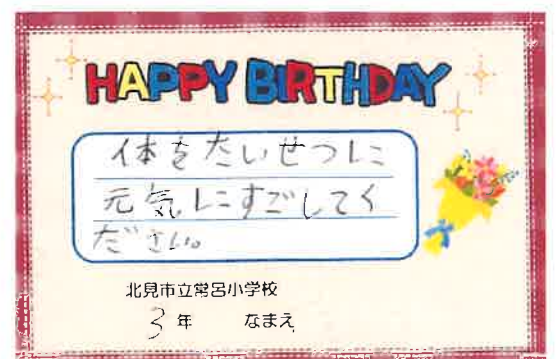 HAPPY BIRTHDAY
体をたいせつに
元気にすごしてく
ださい。
北見市立常呂小学校
3年 なまえ